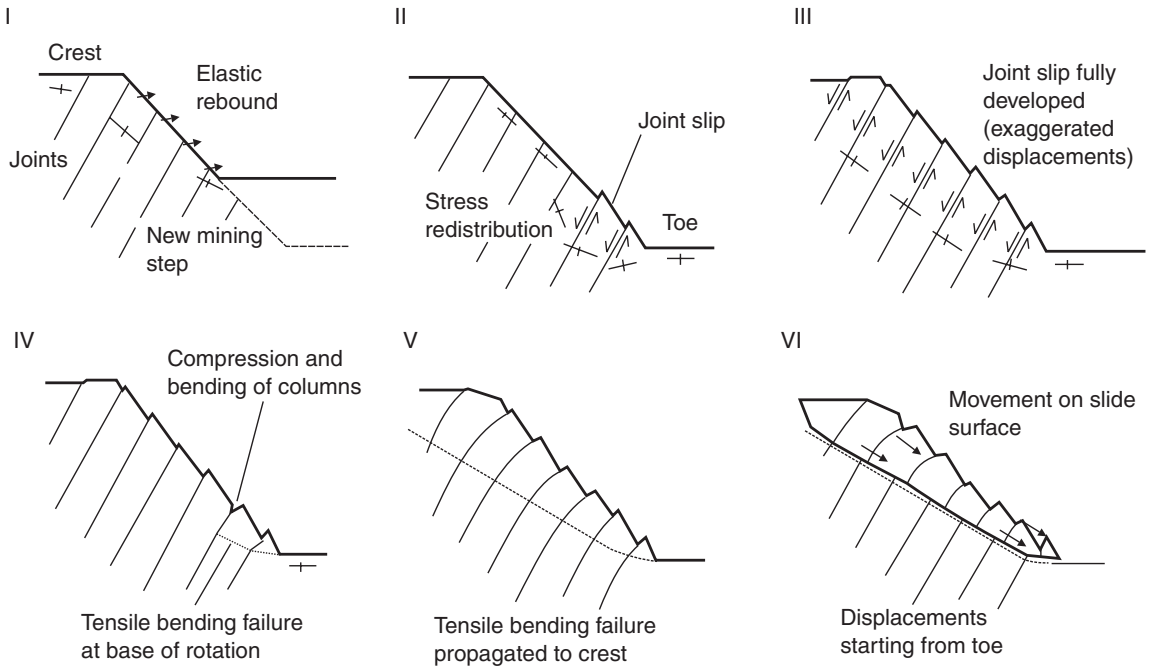 I
Crest
Elastic
rebound
Joints
New mining
step
II
Joint slip
Stress
redistribution
Toe
III
Joint slip fully
developed
(exaggerated
displacements)
IV
Compression and
bending of columns
Tensile bending failure
at base of rotation
V
Tensile bending failure
propagated to crest
VI
Movement on slide
surface
Displacements
starting from toe